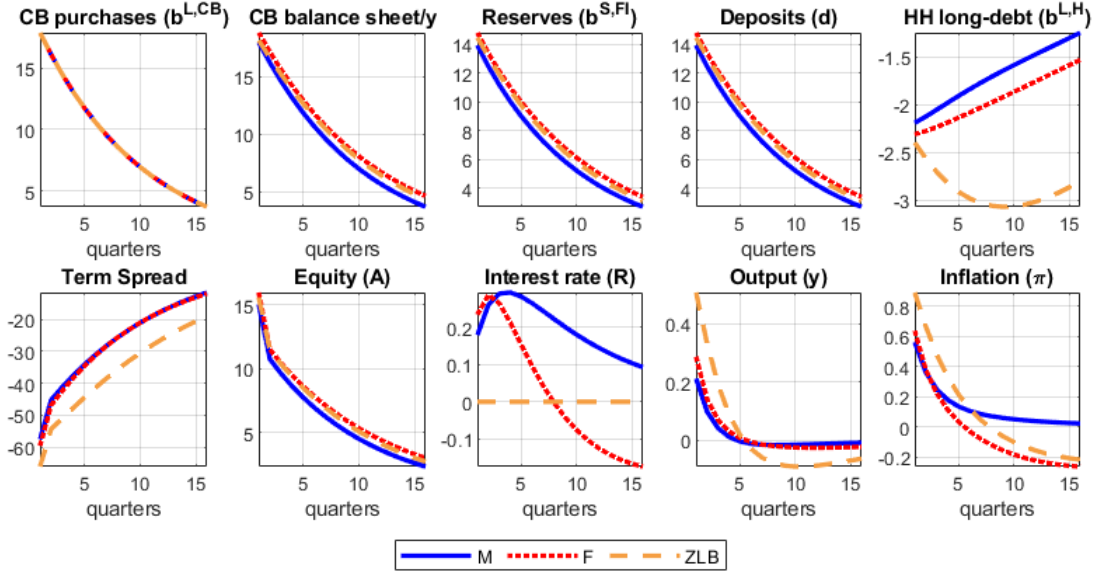 CB purchases (b^{L,CB})
CB balance sheet/y
Reserves (b^{S,FI})
Deposits (d)
HH long-debt (b^{L,H})
15
10
5
5 10 15
quarters
15
10
5
5 10 15
quarters
14
12
10
8
6
4
5 10 15
quarters
14
12
10
8
6
4
5 10 15
quarters
-1.5
-2
-2.5
-3
5 10 15
quarters
Term Spread
Equity (A)
Interest rate (R)
Output (y)
Inflation (π)
-20
-30
-40
-50
-60
5 10 15
quarters
15
10
5
5 10 15
quarters
0.2
0.1
0
-0.1
5 10 15
quarters
0.4
0.2
0
5 10 15
quarters
0.8
0.6
0.4
0.2
0
-0.2
5 10 15
quarters
M F ZLB